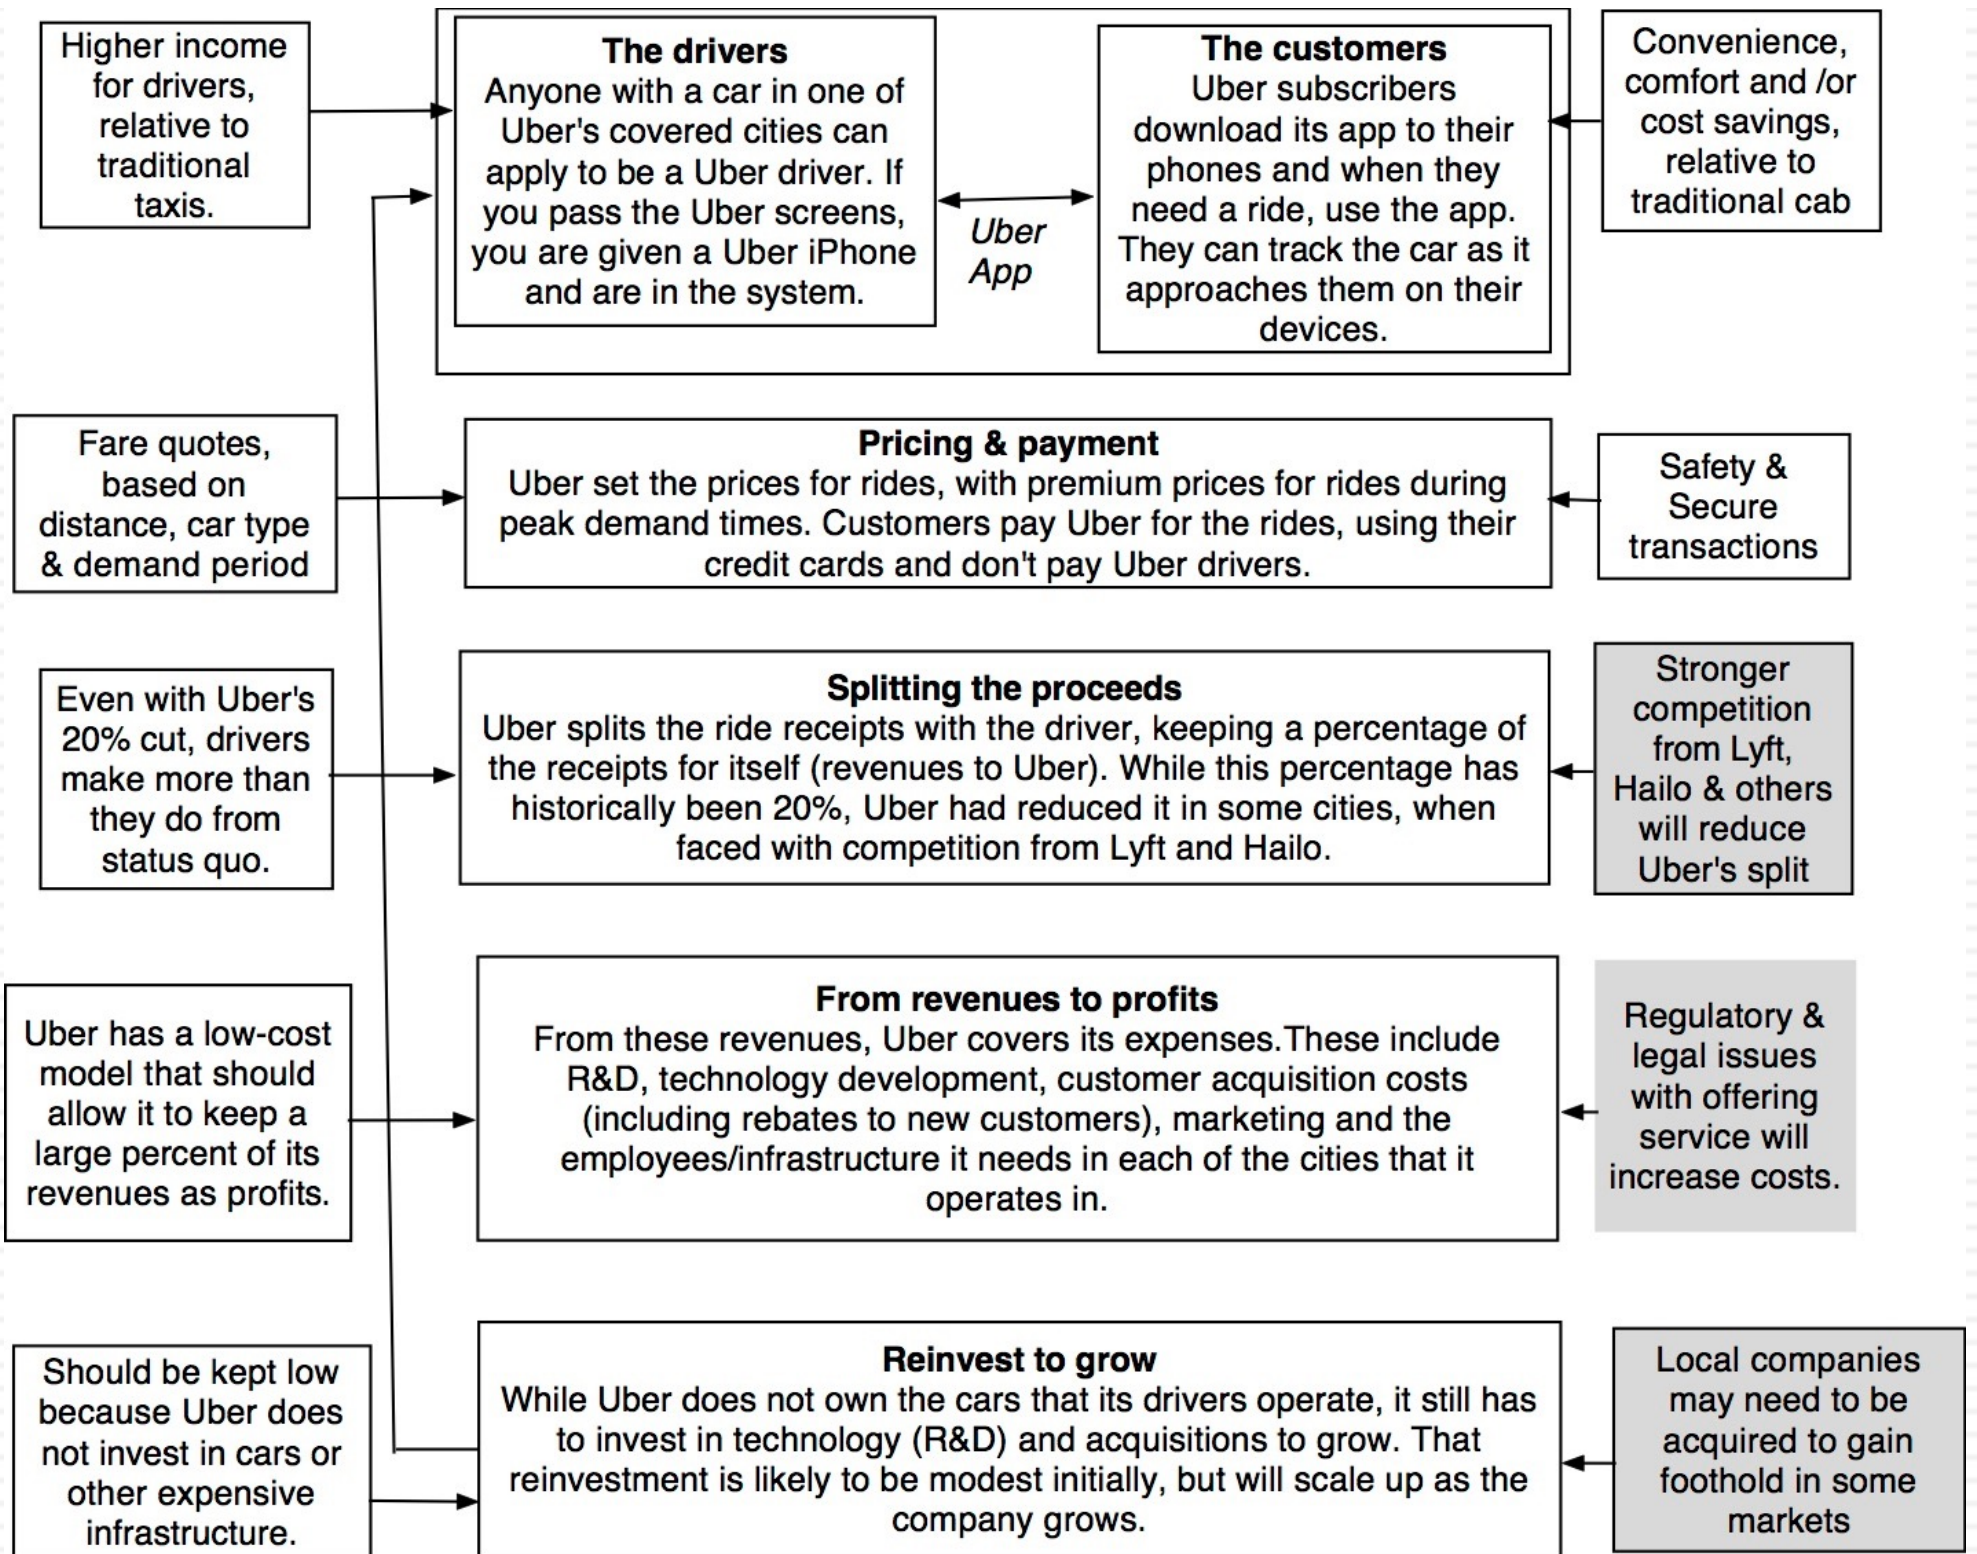 Higher income
for drivers,
relative to
traditional
taxis.
The drivers
Anyone with a car in one of
Uber's covered cities can
apply to be a Uber driver. If
you pass the Uber screens,
you are given a Uber iPhone
and are in the system.
Uber
App
The customers
Uber subscribers
download its app to their
phones and when they
need a ride, use the app.
They can track the car as it
approaches them on their
devices.
Convenience,
comfort and /or
cost savings,
relative to
traditional cab
Fare quotes,
based on
distance, car type
& demand period
Pricing & payment
Uber set the prices for rides, with premium prices for rides during
peak demand times. Customers pay Uber for the rides, using their
credit cards and don't pay Uber drivers.
Safety &
Secure
transactions
Even with Uber's
20% cut, drivers
make more than
they do from
status quo.
Splitting the proceeds
Uber splits the ride receipts with the driver, keeping a percentage of
the receipts for itself (revenues to Uber). While this percentage has
historically been 20%, Uber had reduced it in some cities, when
faced with competition from Lyft and Hailo.
Stronger
competition
from Lyft,
Hailo & others
will reduce
Uber's split
Uber has a low-cost
model that should
allow it to keep a
large percent of its
revenues as profits.
From revenues to profits
From these revenues, Uber covers its expenses.These include
R&D, technology development, customer acquisition costs
(including rebates to new customers), marketing and the
employees/infrastructure it needs in each of the cities that it
operates in.
Regulatory &
legal issues
with offering
service will
increase costs.
Should be kept low
because Uber does
not invest in cars or
other expensive
infrastructure.
Reinvest to grow
While Uber does not own the cars that its drivers operate, it still has
to invest in technology (R&D) and acquisitions to grow. That
reinvestment is likely to be modest initially, but will scale up as the
company grows.
Local companies
may need to be
acquired to gain
foothold in some
markets